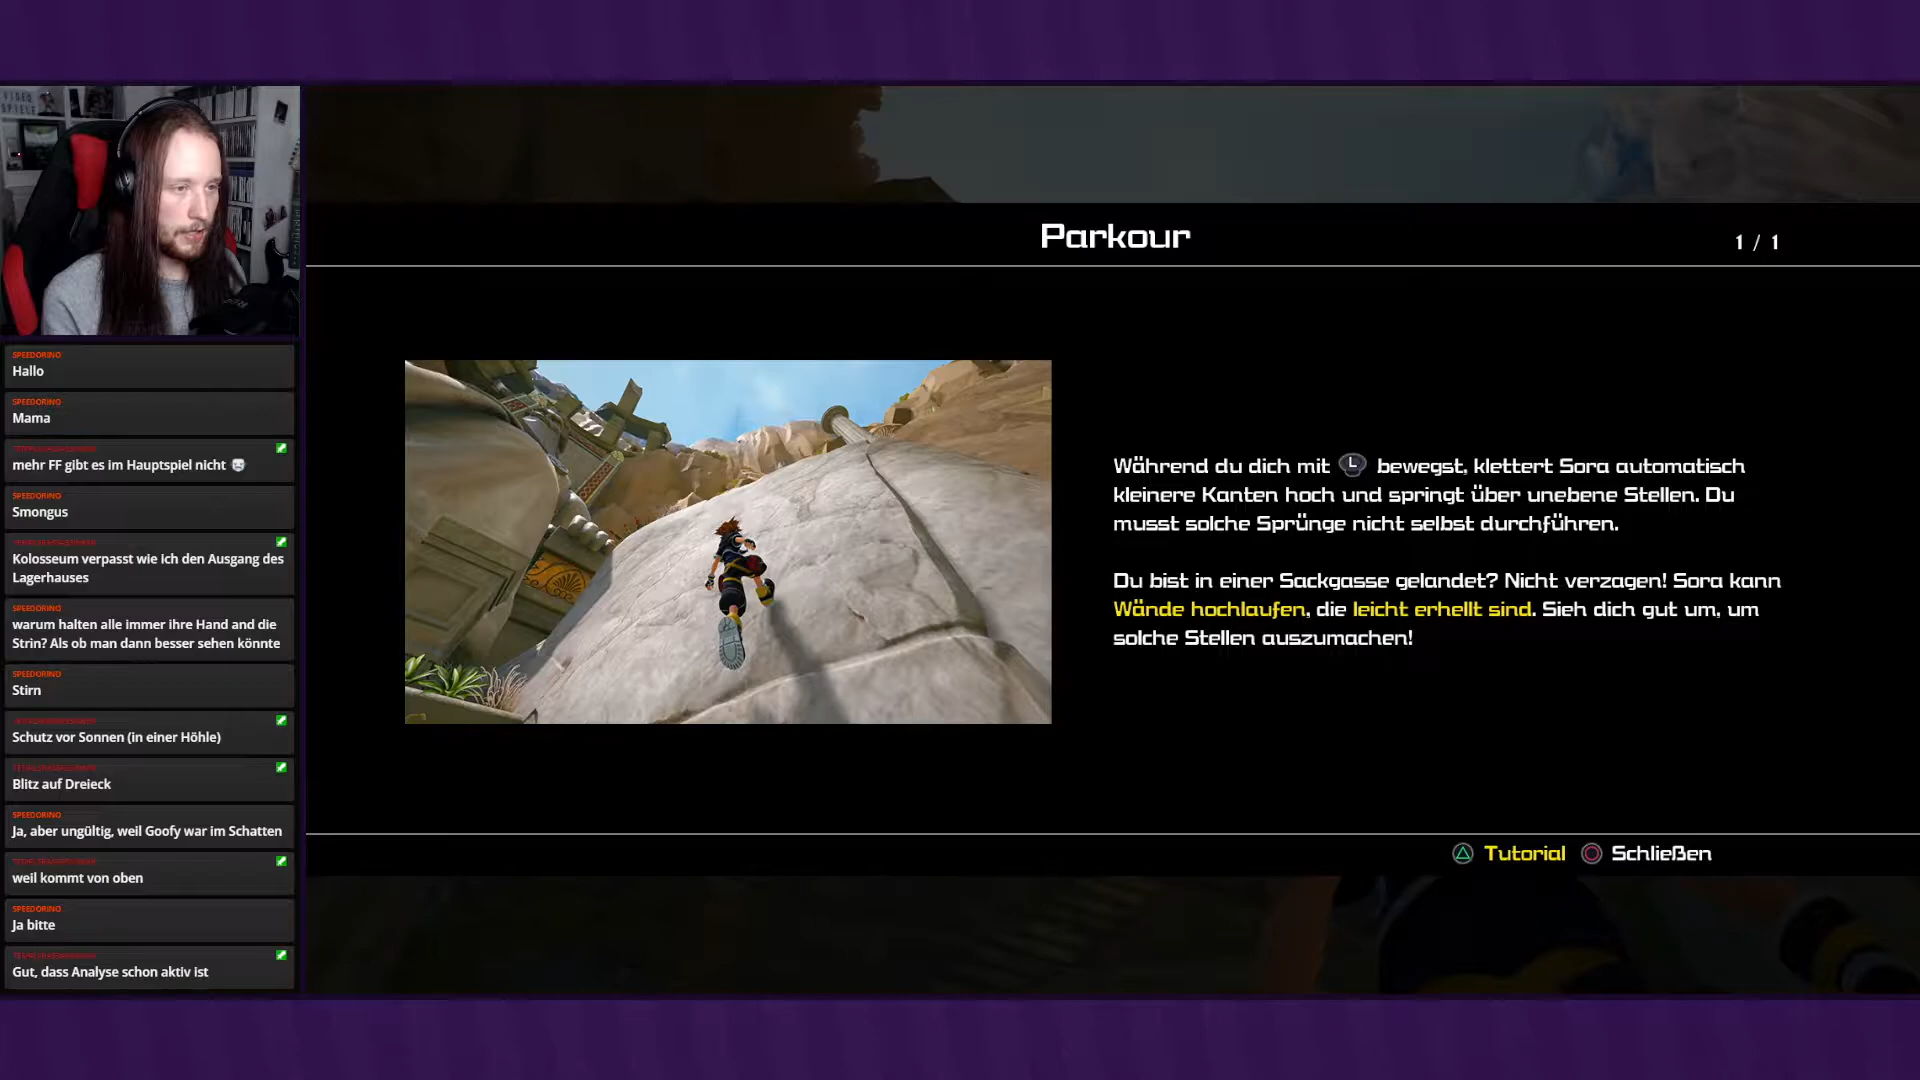 VIDEO
SPIELE
Parkour
1 / 1
SPEEDORINO
Hallo
SPEEDORINO
Mama
mehr FF gibt es im Hauptspiel nicht
SPEEDORINO
Smongus
Kolosseum verpasst wie ich den Ausgang des
Lagerhauses
SPEEDORINO
warum halten alle immer ihre Hand and die
Strin? Als ob man dann besser sehen könnte
SPEEDORINO
Stirn
Schutz vor Sonnen (in einer Höhle)
Blitz auf Dreieck
SPEEDORINO
Ja, aber ungültig, weil Goofy war im Schatten
weil kommt von oben
SPEEDORINO
Ja bitte
Gut, dass Analyse schon aktiv ist
Während du dich mit L bewegst, klettert Sora automatisch
kleinere Kanten hoch und springt über unebene Stellen. Du
musst solche Sprünge nicht selbst durchführen.
Du bist in einer Sackgasse gelandet? Nicht verzagen! Sora kann
Wände hochlaufen, die leicht erhellt sind. Sieh dich gut um, um
solche Stellen auszumachen!
Tutorial
Schließen